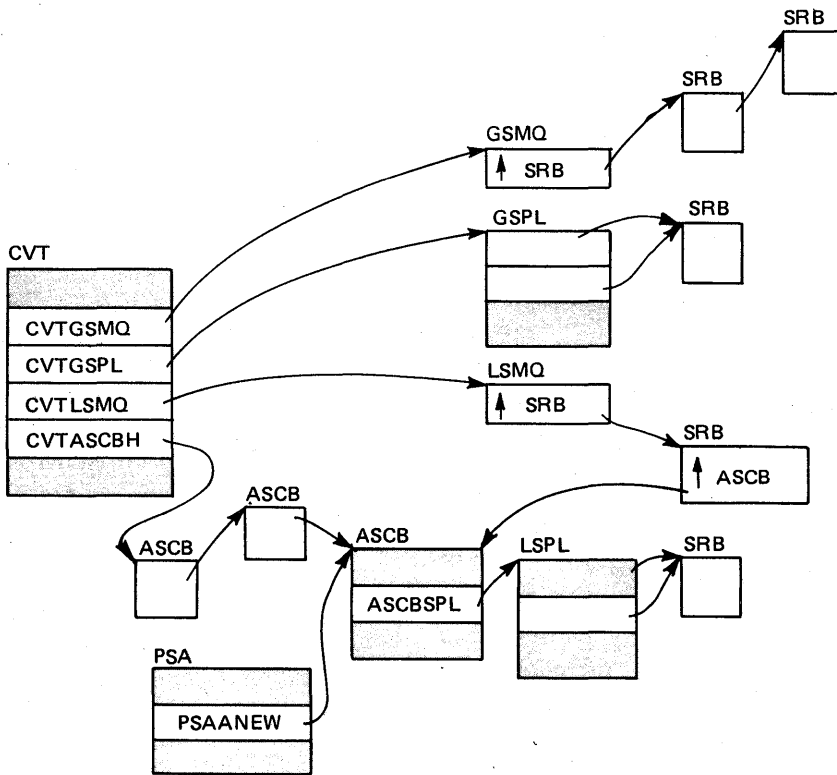 SRB
SRB
GSMQ
SRB
GSPL
SRB
CVT
CVTGSMQ
CVTGSPL
CVTLSMQ
CVTASCBH
LSMQ
SRB
SRB
ASCB
ASCB
ASCB
ASCB
ASCBSPL
LSPL
SRB
PSA
PSAANEW